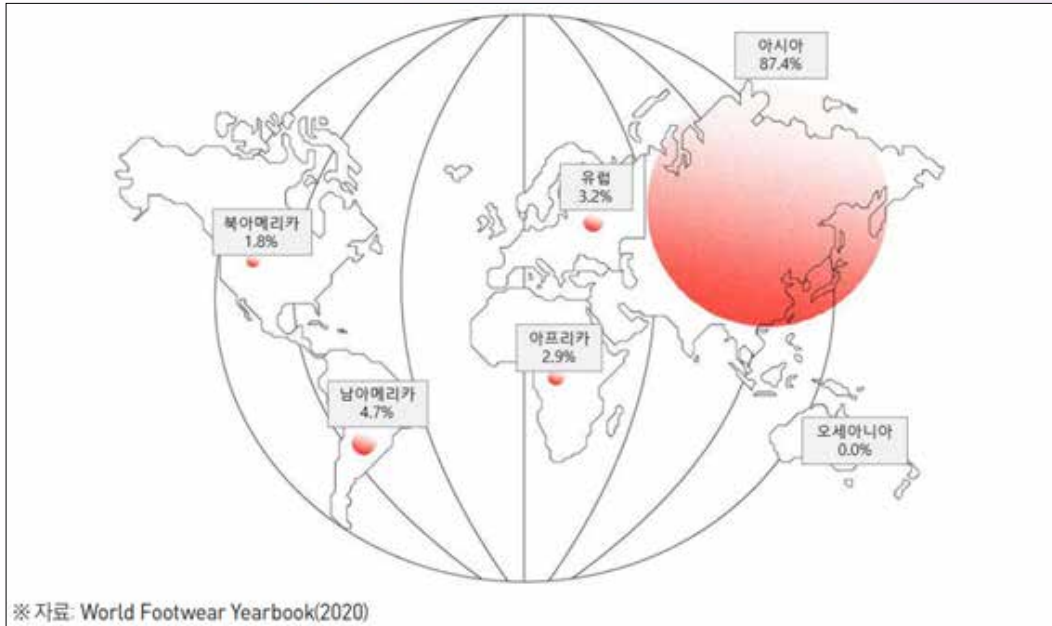 아시아
87.4%
유럽
3.2%
북아메리카
1.8%
아프리카
2.9%
남아메리카
4.7%
오세아니아
0.0%
※ 자료: World Footwear Yearbook(2020)